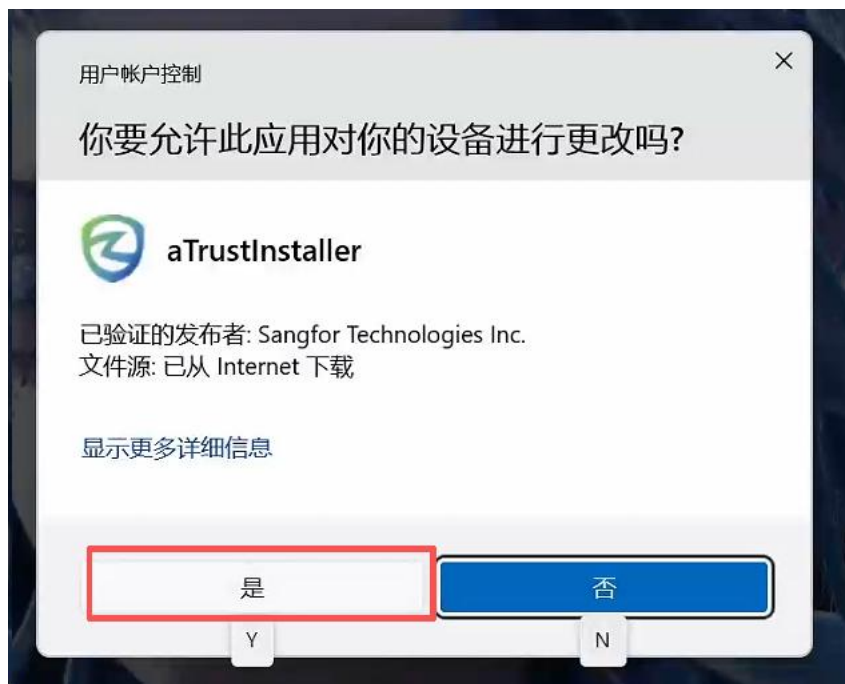 用户帐户控制
你要允许此应用对你的设备进行更改吗?
aTrustInstaller
已验证的发布者: Sangfor Technologies Inc.
文件源: 已从 Internet 下载
显示更多详细信息
是
否
Y
N